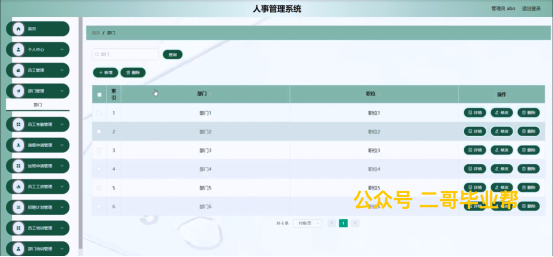 人事管理系统
管理员 abo 退出登录
首页
个人中心
员工管理
部门管理
部门
员工考勤管理
请假申请管理
加班申请管理
员工工资管理
招聘计划管理
员工培训管理
部门培训管理
首页 / 部门
部门
查询
+ 新增 删除
索引 部门 职位 操作
1 部门1 职位1 详情 修改 删除
2 部门2 职位2 详情 修改 删除
3 部门3 职位3 详情 修改 删除
4 部门4 职位4 详情 修改 删除
5 部门5 职位5 详情 修改 删除
6 部门6 职位6 详情 修改 删除
共 6 条 10条/页 1
公众号 二哥毕业帮